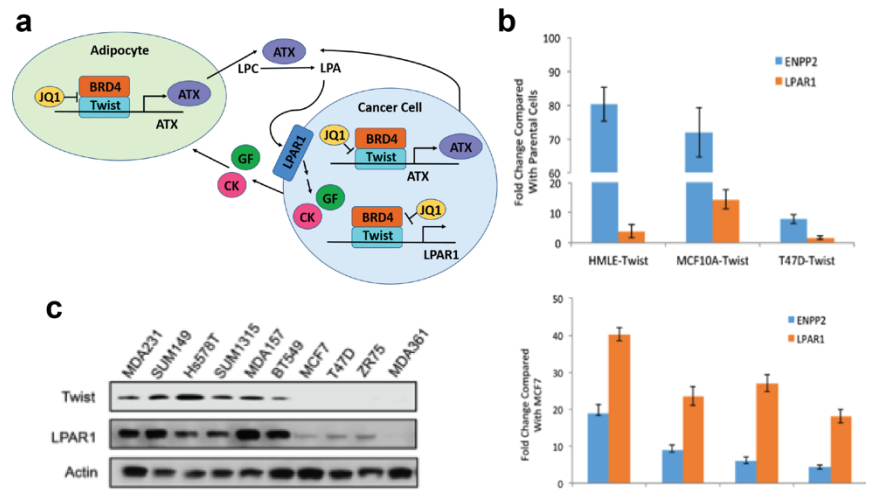 a
Adipocyte
JQ1
BRD4
Twist
ATX
ATX
LPC
ATX
LPA
Cancer Cell
LPAR1
JQ1
BRD4
Twist
ATX
ATX
GF
CK
GF
CK
BRD4
Twist
JQ1
LPAR1
b
Fold Change Compared
With Parental Cells
100
90
80
70
60
20
10
0
ENPP2
LPAR1
HMLE-Twist
MCF10A-Twist
T47D-Twist
c
MDA231
SUM149
Hs578T
SUM1315
MDA157
BT549
MCF7
T47D
ZR75
MDA361
Twist
LPAR1
Actin
Fold Change Compared
With MCF7
50
40
30
20
10
0
ENPP2
LPAR1